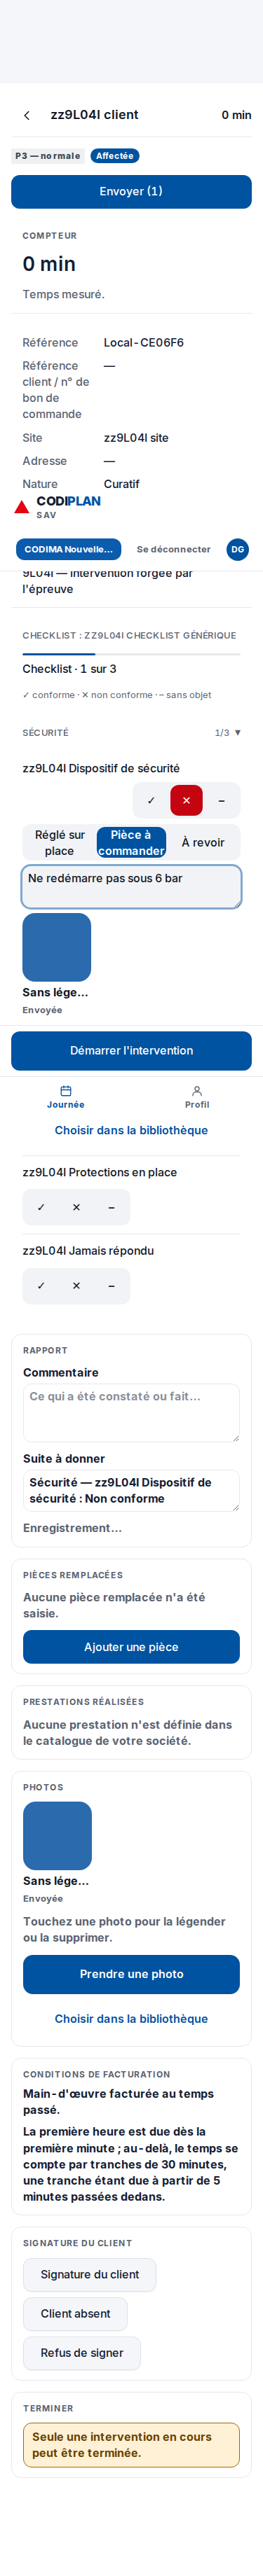 zz9L04I client
0 min
P3 — normale
Affectée
Envoyer (1)
COMPTEUR
0 min
Temps mesuré.
Référence Local-CE06F6
Référence —
client / n° de
bon de
commande
Site zz9L04I site
Adresse —
Nature Curatif
CODIPLAN
SAV
CODIMA Nouvelle…
Se déconnecter
DG
9L04I — Intervention forgée par
l'épreuve
CHECKLIST : ZZ9L04I CHECKLIST GÉNÉRIQUE
Checklist · 1 sur 3
✓ conforme · ✕ non conforme · – sans objet
SÉCURITÉ
1/3 ▼
zz9L04I Dispositif de sécurité
✓ ✕ –
Réglé sur
place
Pièce à
commander
À revoir
Ne redémarre pas sous 6 bar
Sans lége…
Envoyée
Démarrer l'intervention
Journée
Profil
Choisir dans la bibliothèque
zz9L04I Protections en place
✓ ✕ –
zz9L04I Jamais répondu
✓ ✕ –
RAPPORT
Commentaire
Ce qui a été constaté ou fait…
Suite à donner
Sécurité — zz9L04I Dispositif de
sécurité : Non conforme
Enregistrement…
PIÈCES REMPLACÉES
Aucune pièce remplacée n'a été
saisie.
Ajouter une pièce
PRESTATIONS RÉALISÉES
Aucune prestation n'est définie dans
le catalogue de votre société.
PHOTOS
Sans lége…
Envoyée
Touchez une photo pour la légender
ou la supprimer.
Prendre une photo
Choisir dans la bibliothèque
CONDITIONS DE FACTURATION
Main-d'œuvre facturée au temps
passé.
La première heure est due dès la
première minute ; au-delà, le temps se
compte par tranches de 30 minutes,
une tranche étant due à partir de 5
minutes passées dedans.
SIGNATURE DU CLIENT
Signature du client
Client absent
Refus de signer
TERMINER
Seule une intervention en cours
peut être terminée.